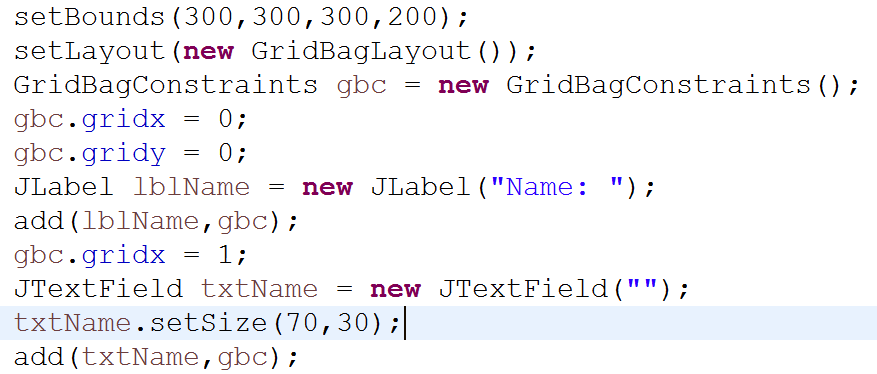 setBounds(300,300,300,200);
setLayout(new GridBagLayout());
GridBagConstraints gbc = new GridBagConstraints();
gbc.gridx = 0;
gbc.gridy = 0;
JLabel lblName = new JLabel("Name: ");
add(lblName,gbc);
gbc.gridx = 1;
JTextField txtName = new JTextField("");
txtName.setSize(70,30);
add(txtName,gbc);